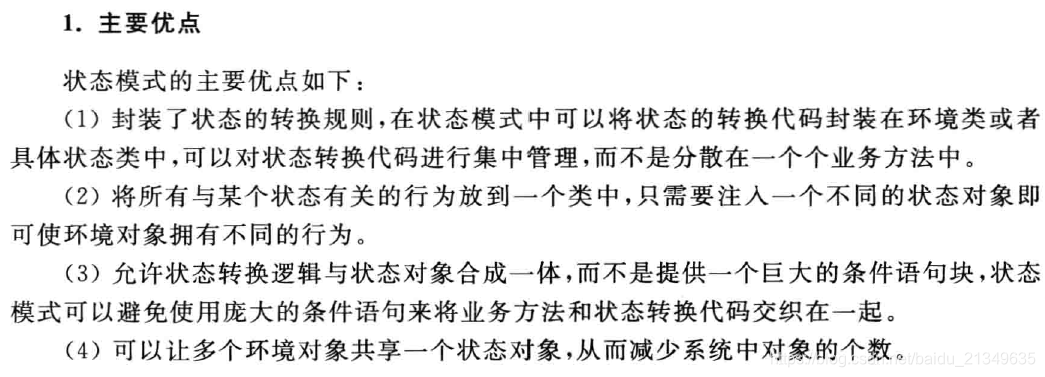 1. 主要优点
状态模式的主要优点如下：
（1）封装了状态的转换规则，在状态模式中可以将状态的转换代码封装在环境类或者
具体状态类中，可以对状态转换代码进行集中管理，而不是分散在一个个业务方法中。
（2）将所有与某个状态有关的行为放到一个类中，只需要注入一个不同的状态对象即
可使环境对象拥有不同的行为。
（3）允许状态转换逻辑与状态对象合成一体，而不是提供一个巨大的条件语句块，状态
模式可以避免使用庞大的条件语句来将业务方法和状态转换代码交织在一起。
（4）可以让多个环境对象共享一个状态对象，从而减少系统中对象的个数。
https://blog.csdn.net/baidu_21349635